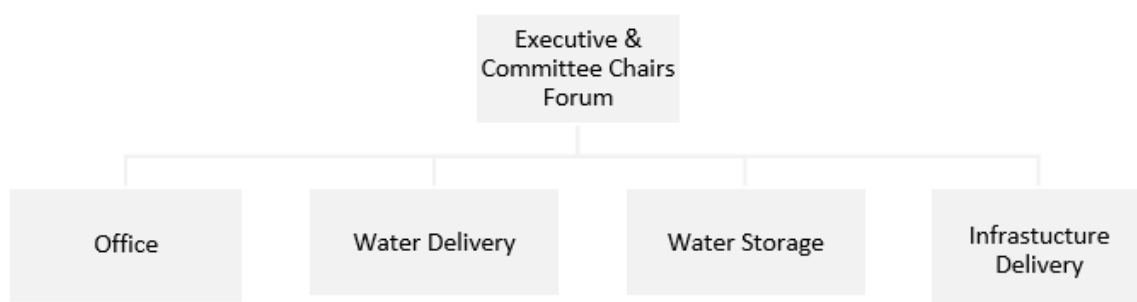 Executive &
Committee Chairs
Forum
Office
Water Delivery
Water Storage
Infrastucture
Delivery